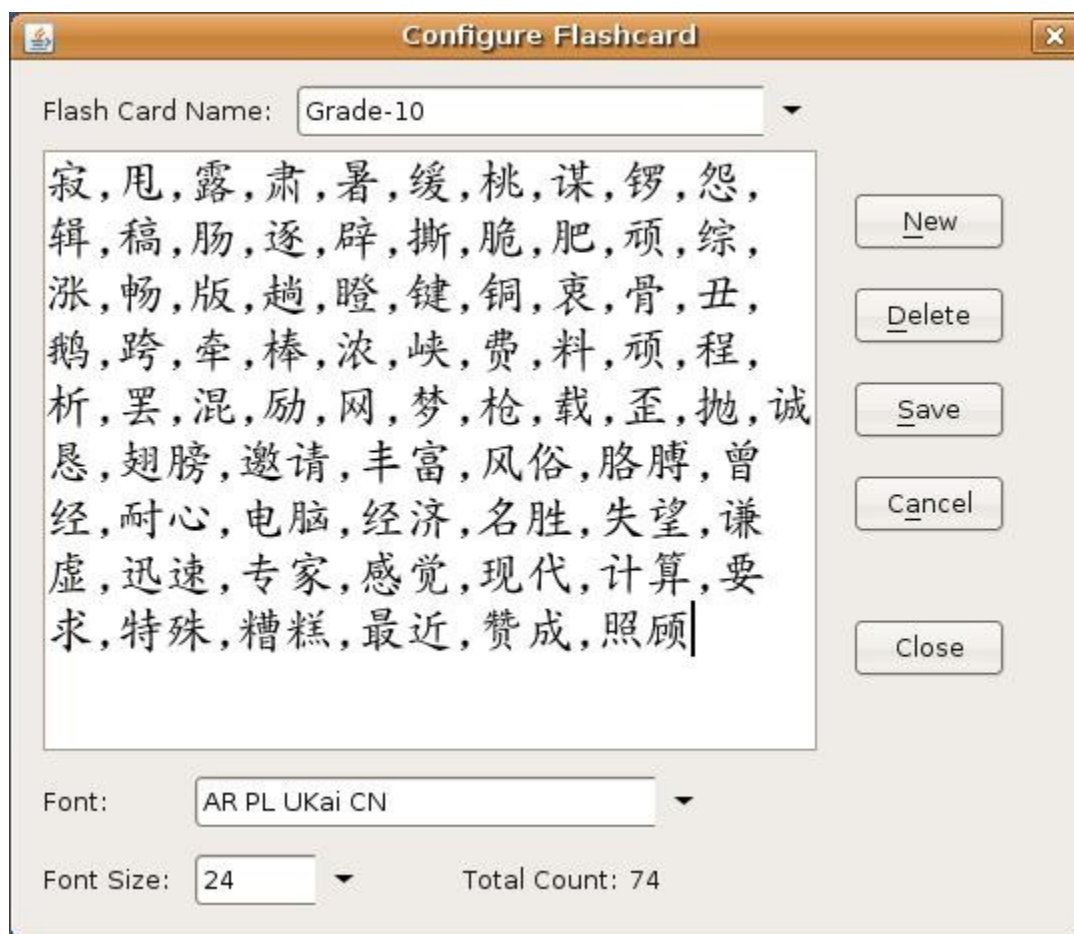 Configure Flashcard
Flash Card Name: Grade-10
寂,甩,露,肃,暑,缓,桃,谋,锣,怨,
辑,稿,肠,逐,辟,撕,脆,肥,顽,综,
涨,畅,版,趟,瞪,键,铜,衷,骨,丑,
鹅,跨,牵,棒,浓,峡,费,料,顽,程,
析,罢,混,励,网,梦,枪,载,歪,抛,诚
恳,翅膀,邀请,丰富,风俗,胳膊,曾
经,耐心,电脑,经济,名胜,失望,谦
虚,迅速,专家,感觉,现代,计算,要
求,特殊,糟糕,最近,赞成,照顾
New
Delete
Save
Cancel
Close
Font: AR PL UKai CN
Font Size: 24 Total Count: 74